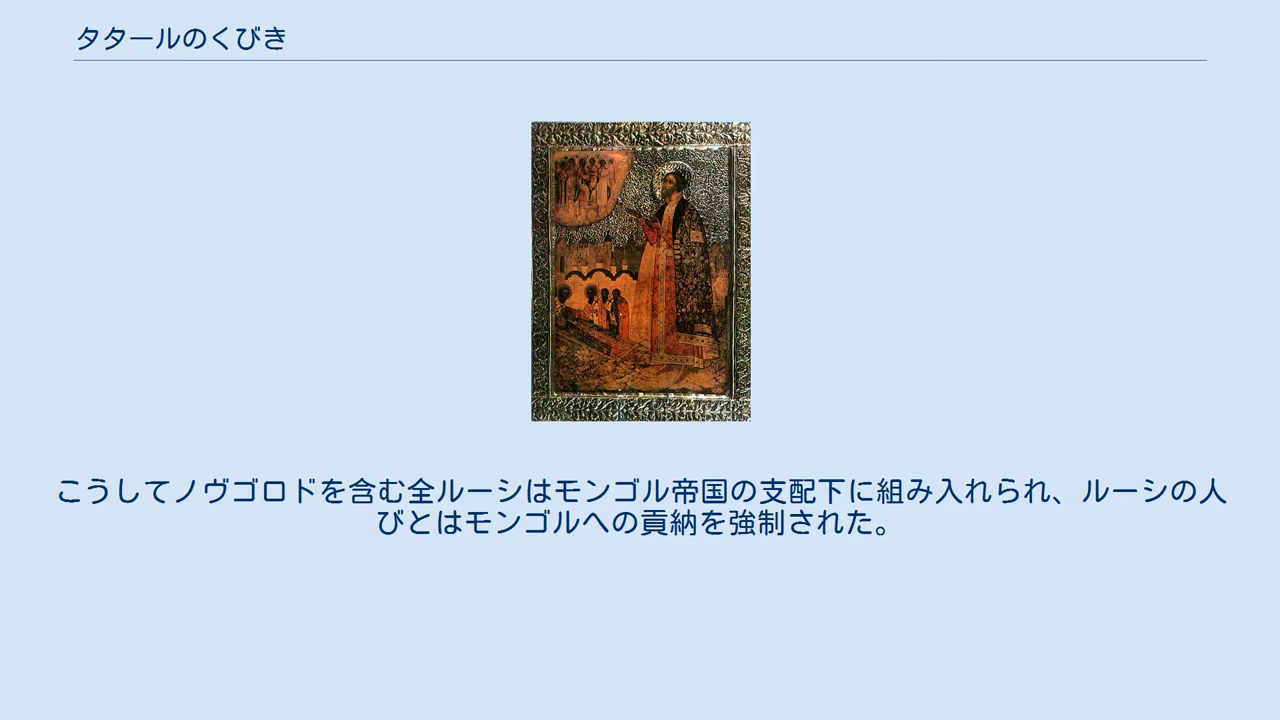 タタールのくびき
こうしてノヴゴロドを含む全ルーシはモンゴル帝国の支配下に組み入れられ、ルーシの人
びとはモンゴルへの貢納を強制された。